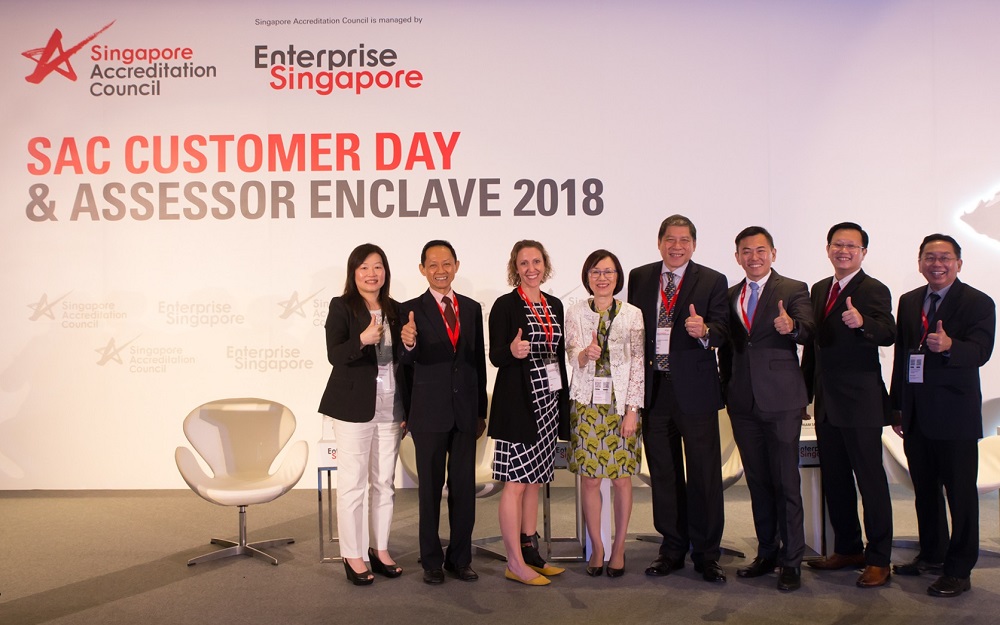 Singapore Accreditation Council is managed by
Singapore
Accreditation
Council
Enterprise
Singapore
SAC CUSTOMER DAY
& ASSESSOR ENCLAVE 2018
Singapore
Accreditation
Council
Enterprise
Singapore
Singapore
Accreditation
Council
Enterprise
Singapore